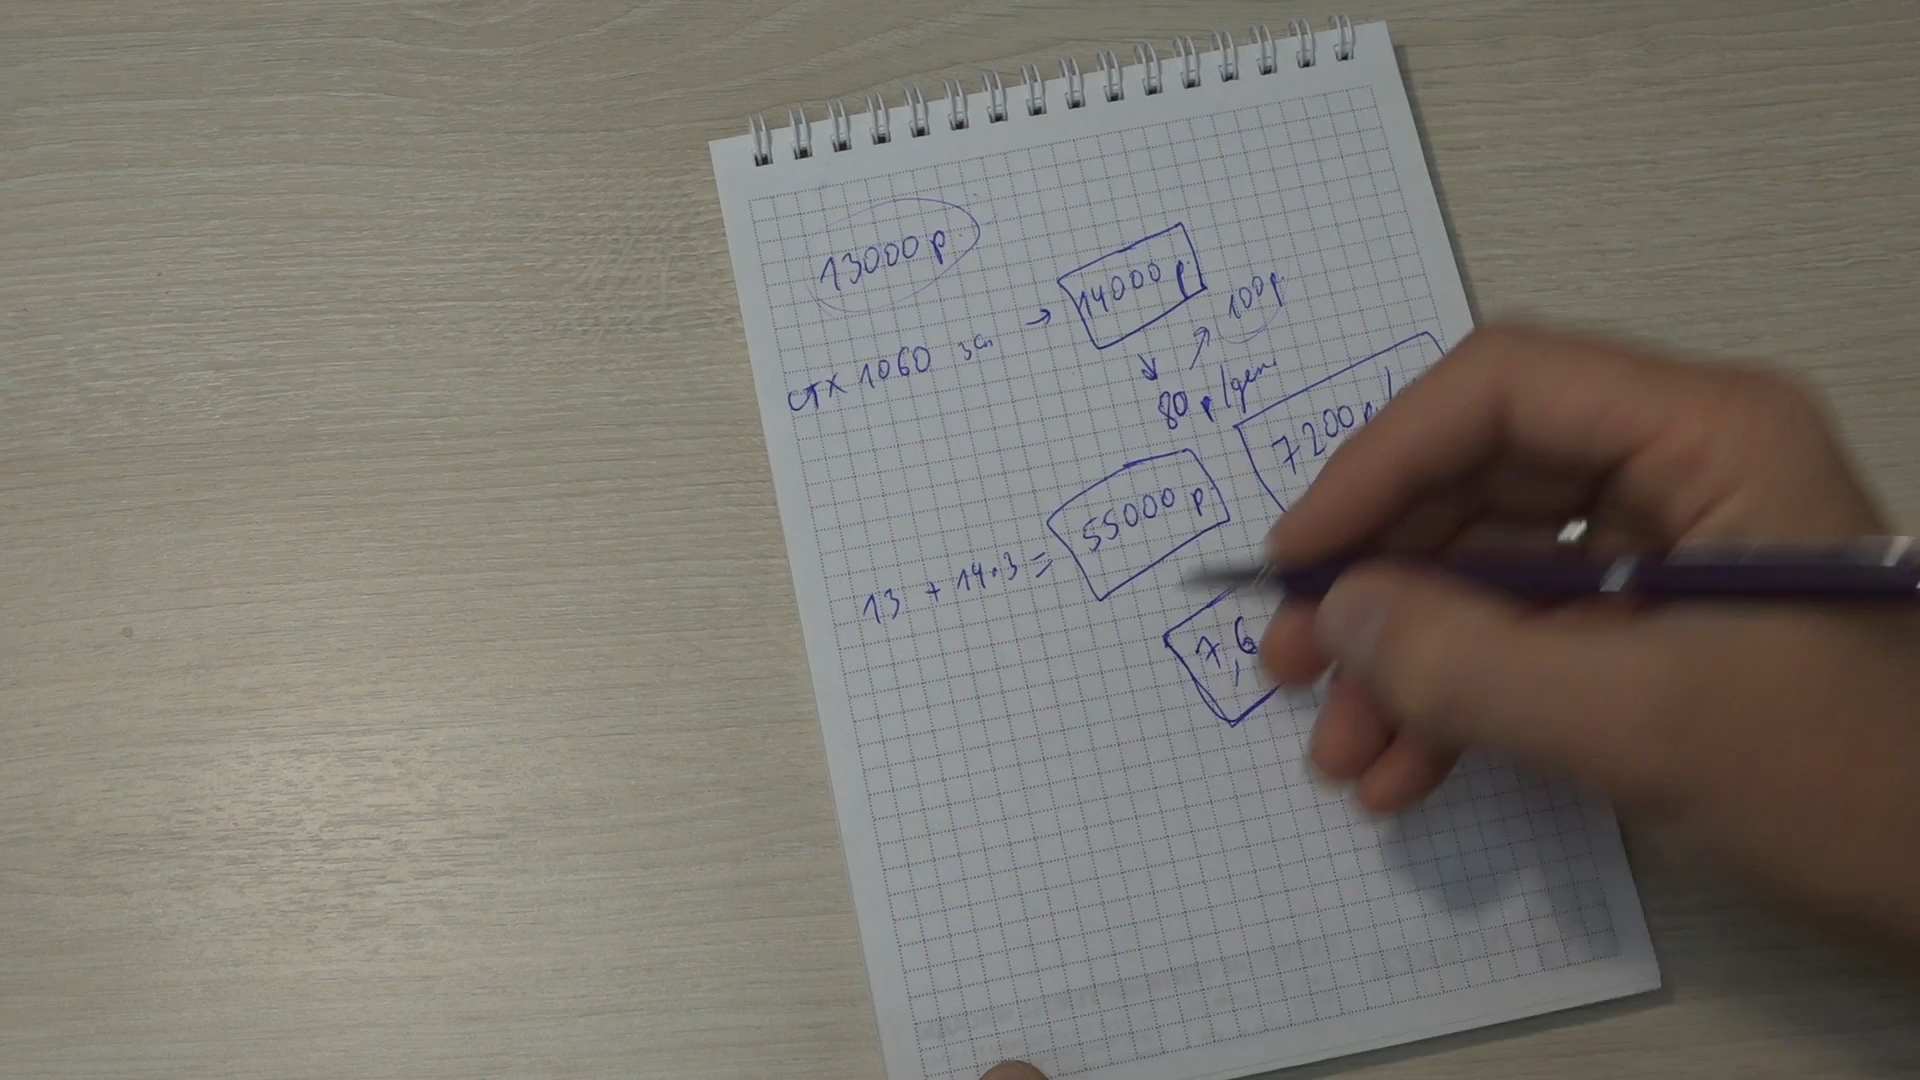 13000 р
GTX 1060 3Gb → 14000 р.
100 р.
80 р/день
7200 р/
13 + 14.3 = 55000 р
7,6